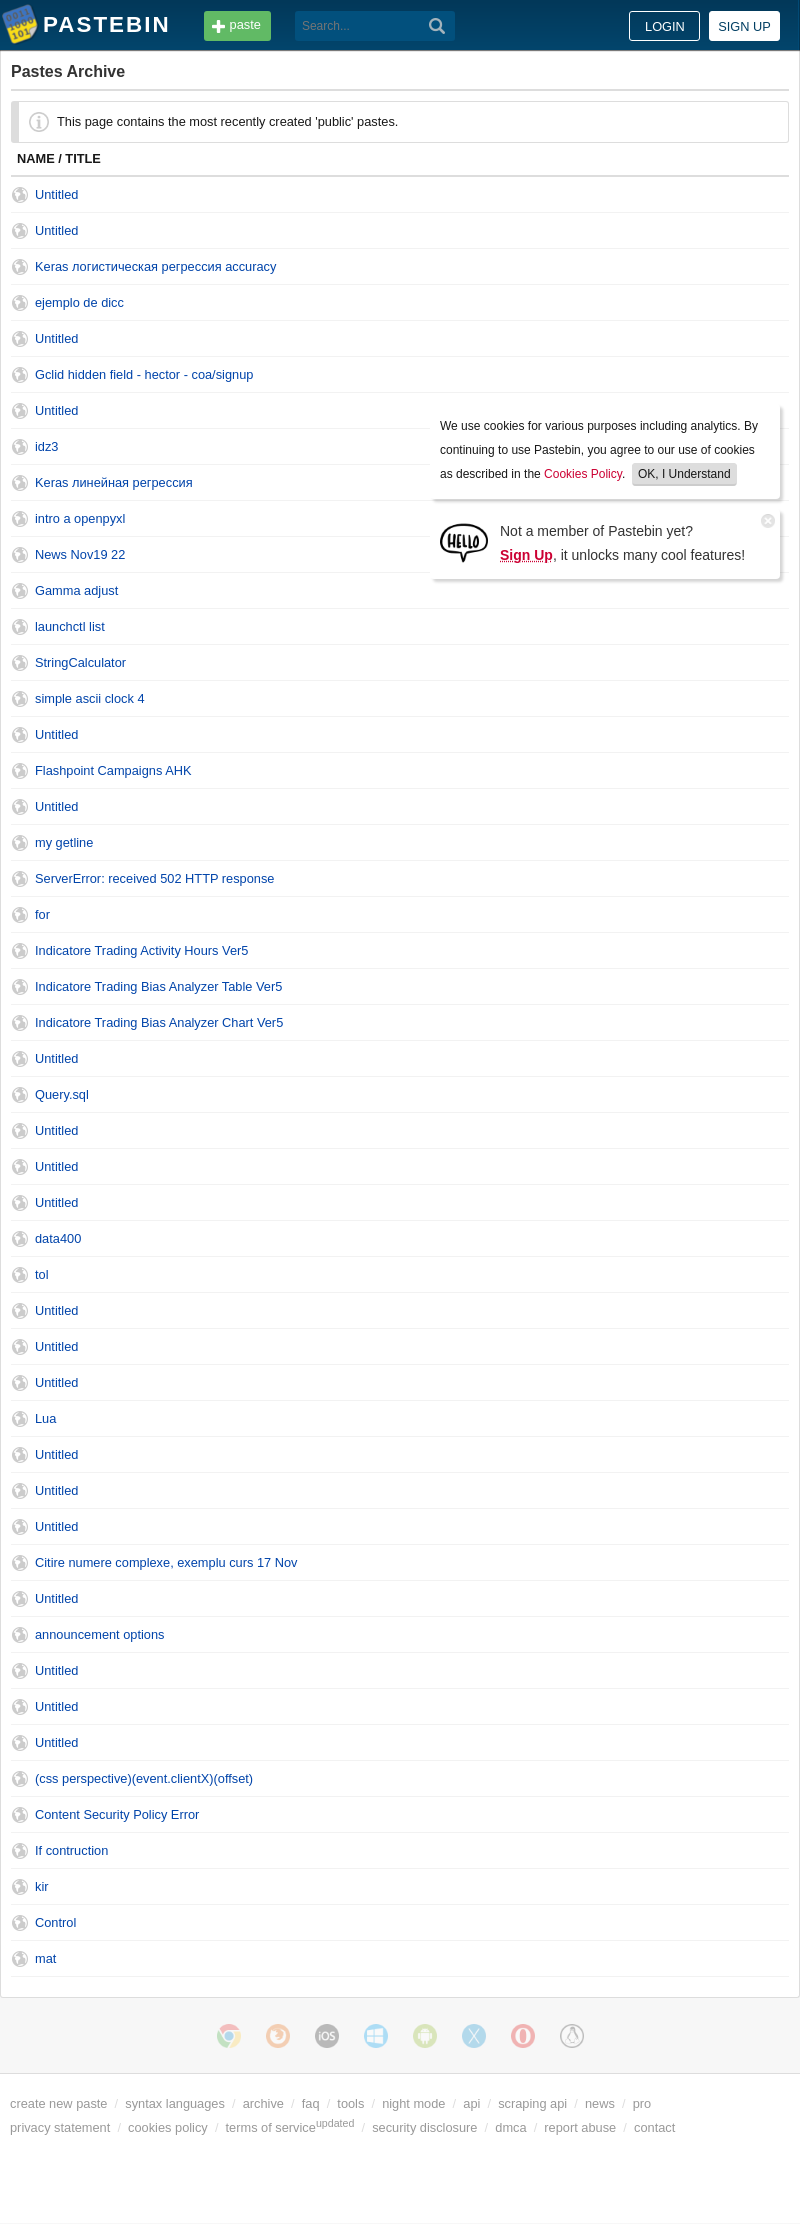 PASTEBIN
paste
Search...
LOGIN
SIGN UP
Pastes Archive
This page contains the most recently created 'public' pastes.
NAME / TITLE
Untitled
Untitled
Keras логистическая регрессия accuracy
ejemplo de dicc
Untitled
Gclid hidden field - hector - coa/signup
Untitled
idz3
Keras линейная регрессия
intro a openpyxl
News Nov19 22
Gamma adjust
launchctl list
StringCalculator
simple ascii clock 4
Untitled
Flashpoint Campaigns AHK
Untitled
my getline
ServerError: received 502 HTTP response
for
Indicatore Trading Activity Hours Ver5
Indicatore Trading Bias Analyzer Table Ver5
Indicatore Trading Bias Analyzer Chart Ver5
Untitled
Query.sql
Untitled
Untitled
Untitled
data400
tol
Untitled
Untitled
Untitled
Lua
Untitled
Untitled
Untitled
Citire numere complexe, exemplu curs 17 Nov
Untitled
announcement options
Untitled
Untitled
Untitled
(css perspective)(event.clientX)(offset)
Content Security Policy Error
If contruction
kir
Control
mat
We use cookies for various purposes including analytics. By
continuing to use Pastebin, you agree to our use of cookies
as described in the Cookies Policy. OK, I Understand
HELLO
Not a member of Pastebin yet?
Sign Up, it unlocks many cool features!
iOS
create new paste / syntax languages / archive / faq / tools / night mode / api / scraping api / news / pro
privacy statement / cookies policy / terms of service updated / security disclosure / dmca / report abuse / contact